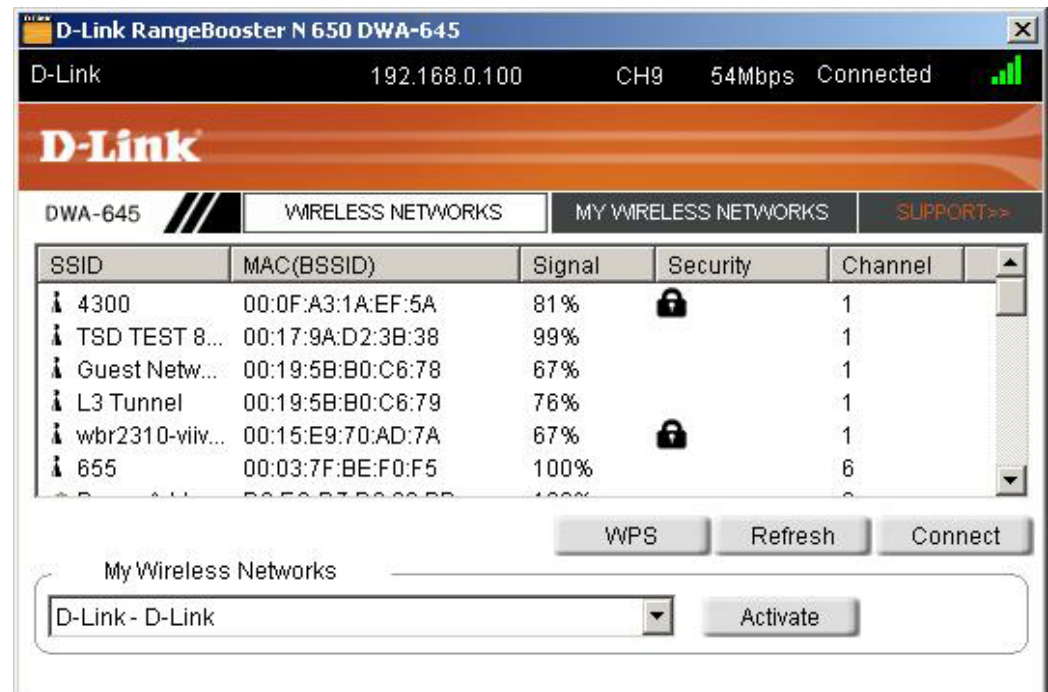 D-Link RangeBooster N 650 DWA-645
D-Link 192.168.0.100 CH9 54Mbps Connected
D-Link
DWA-645 WIRELESS NETWORKS MY WIRELESS NETWORKS SUPPORT>>
SSID MAC(BSSID) Signal Security Channel
4300 00:0F:A3:1A:EF:5A 81% 1
TSD TEST 8... 00:17:9A:D2:3B:38 99% 1
Guest Netw... 00:19:5B:B0:C6:78 67% 1
L3 Tunnel 00:19:5B:B0:C6:79 76% 1
wbr2310-viiv... 00:15:E9:70:AD:7A 67% 1
655 00:03:7F:BE:F0:F5 100% 6
WPS Refresh Connect
My Wireless Networks
D-Link - D-Link Activate